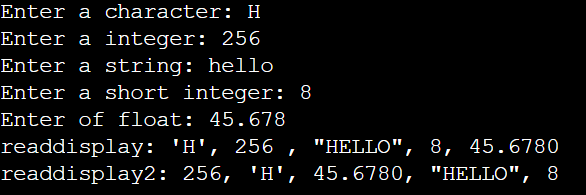 Enter a character: H
Enter a integer: 256
Enter a string: hello
Enter a short integer: 8
Enter of float: 45.678
readdisplay: 'H', 256 , "HELLO", 8, 45.6780
readdisplay2: 256, 'H', 45.6780, "HELLO", 8